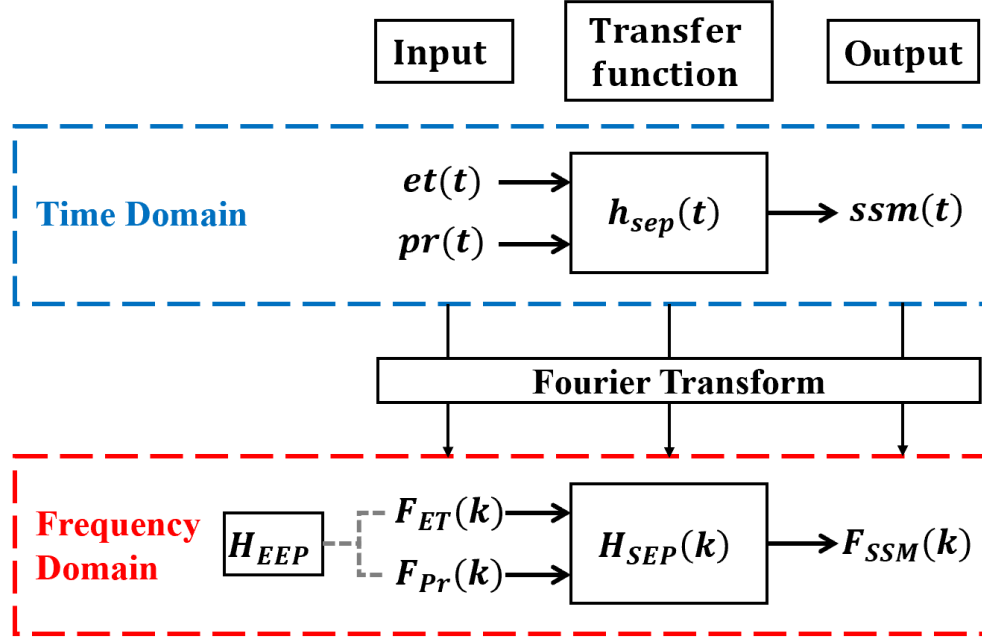 Input
Transfer
function
Output
Time Domain
et(t)
pr(t)
h_sep(t)
ssm(t)
Fourier Transform
Frequency
Domain
H_EEP
F_ET(k)
F_Pr(k)
H_SEP(k)
F_SSM(k)